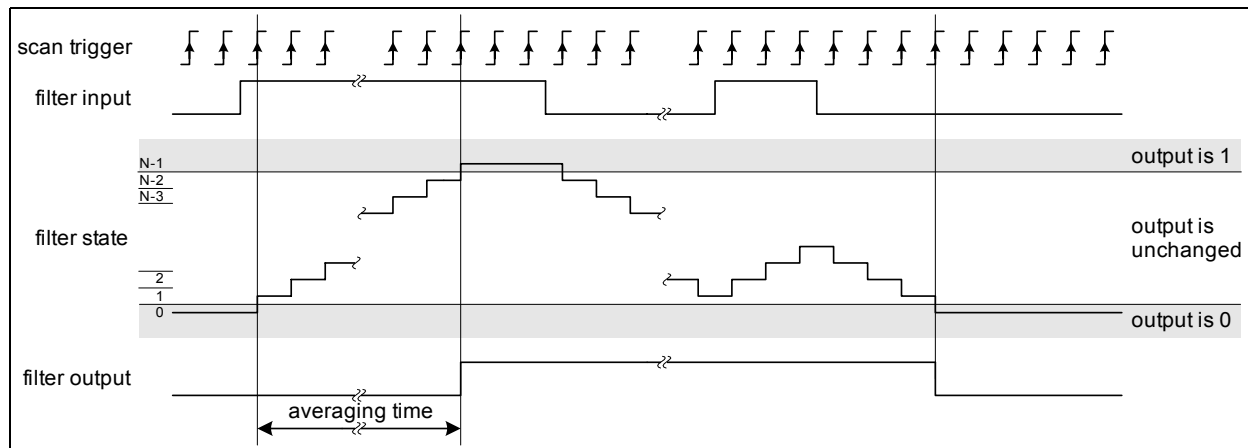 scan trigger
filter input
output is 1
N-1
N-2
N-3
filter state
output is
unchanged
2
1
0
output is 0
filter output
averaging time